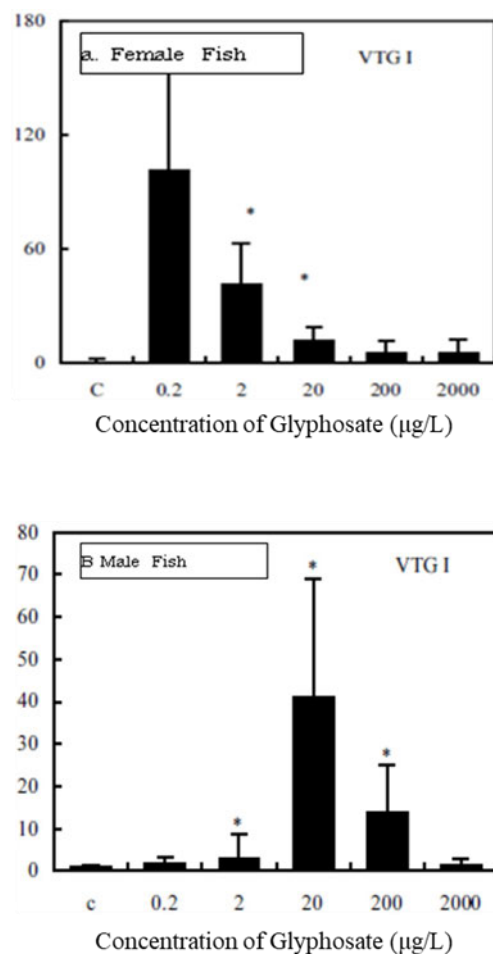 180
a. Female Fish
VTG I
120
*
60
*
0
C 0.2 2 20 200 2000
Concentration of Glyphosate (μg/L)
80
B Male Fish
VTG I
*
70
60
50
40
30
*
20
10
*
0
c 0.2 2 20 200 2000
Concentration of Glyphosate (μg/L)